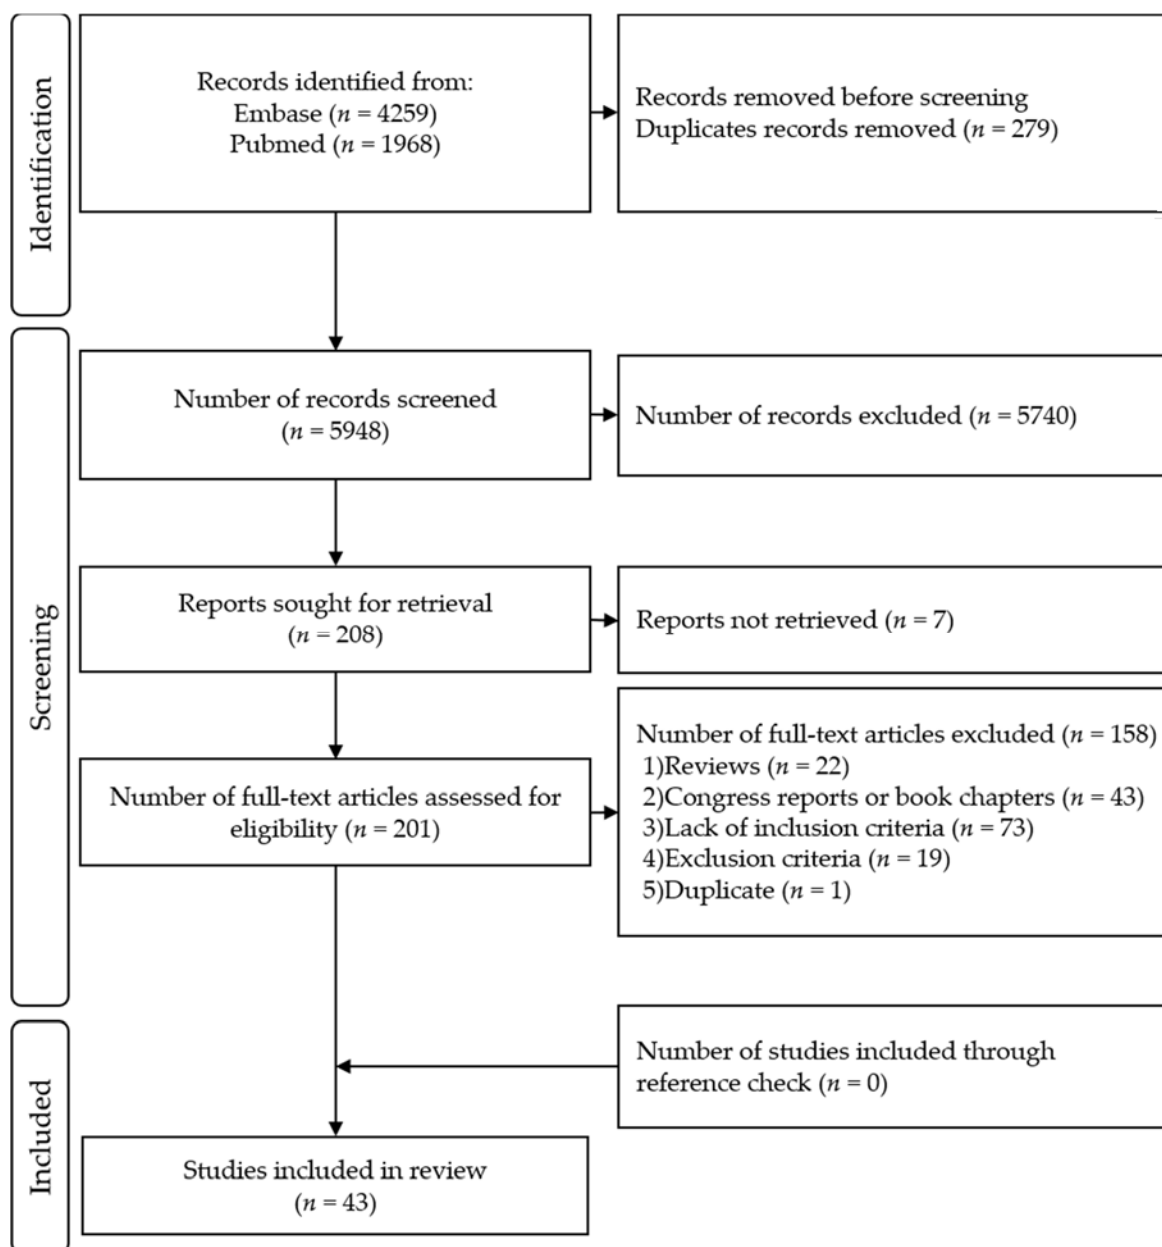 Identification
Records identified from:
Embase (n = 4259)
Pubmed (n = 1968)
Records removed before screening
Duplicates records removed (n = 279)
Screening
Number of records screened
(n = 5948)
Number of records excluded (n = 5740)
Reports sought for retrieval
(n = 208)
Reports not retrieved (n = 7)
Number of full-text articles assessed for
eligibility (n = 201)
Number of full-text articles excluded (n = 158)
1)Reviews (n = 22)
2)Congress reports or book chapters (n = 43)
3)Lack of inclusion criteria (n = 73)
4)Exclusion criteria (n = 19)
5)Duplicate (n = 1)
Included
Number of studies included through
reference check (n = 0)
Studies included in review
(n = 43)